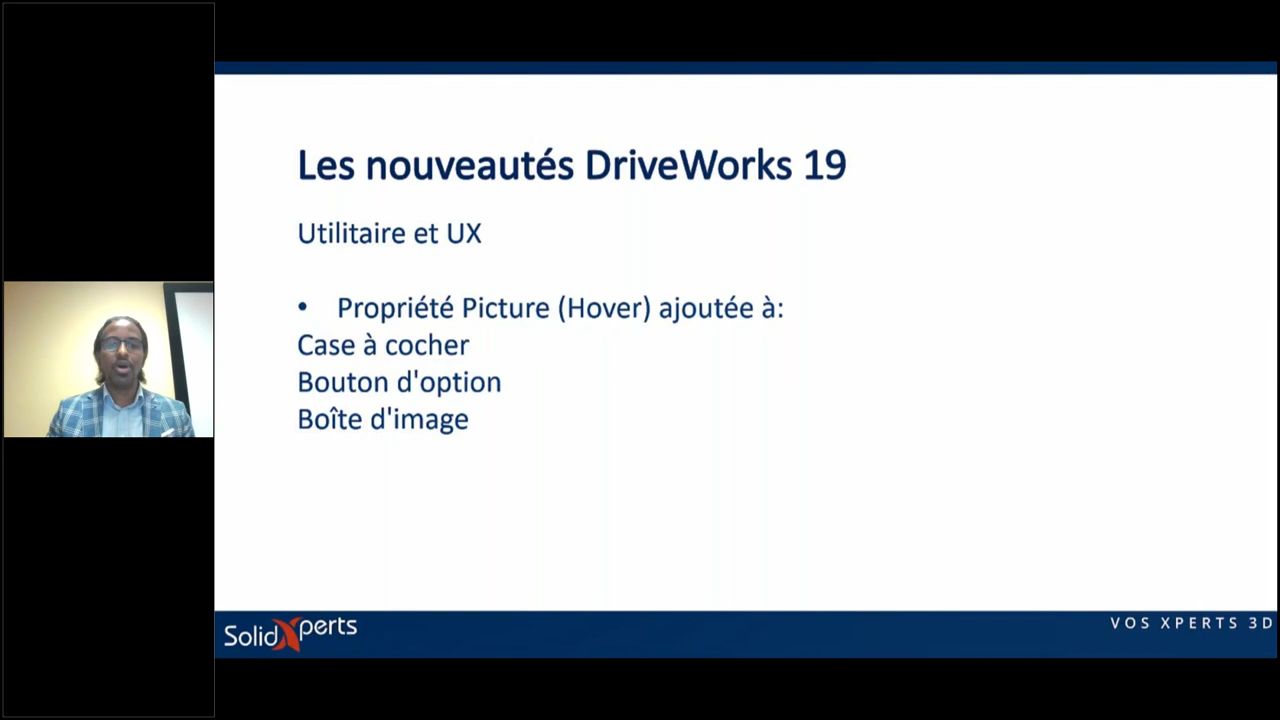 Les nouveautés DriveWorks 19
Utilitaire et UX
• Propriété Picture (Hover) ajoutée à:
Case à cocher
Bouton d'option
Boîte d'image
SolidXperts
VOS XPERTS 3D